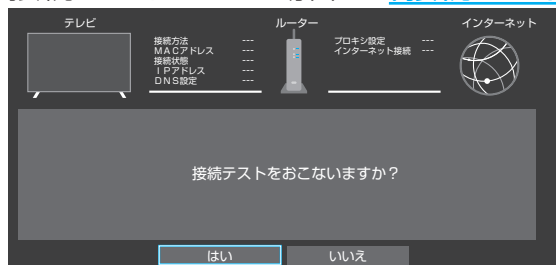 テレビ
ルーター
インターネット
接続方法 ---
MACアドレス ---
接続状態 ---
IPアドレス ---
DNS設定 ---
プロキシ設定 ---
インターネット接続 ---
接続テストをおこないますか？
はい
いいえ